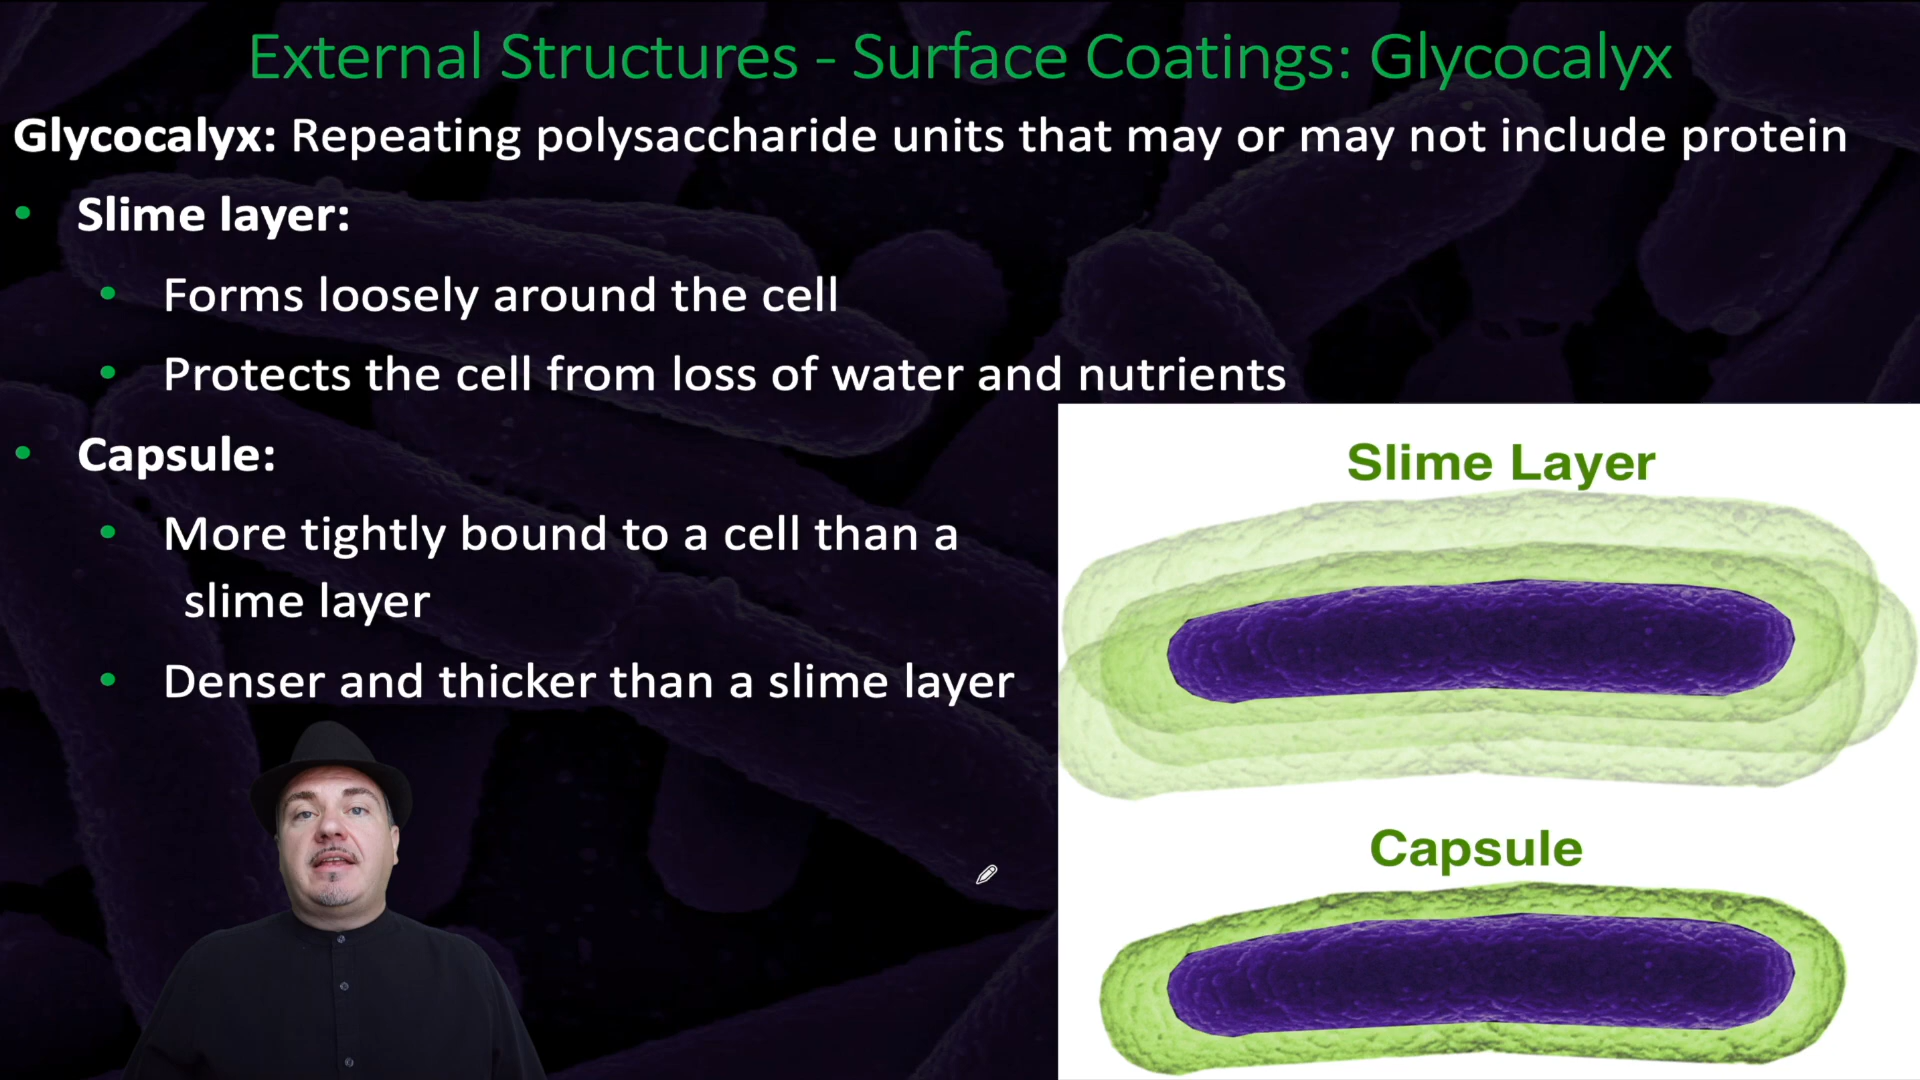 External Structures - Surface Coatings: Glycocalyx
Glycocalyx: Repeating polysaccharide units that may or may not include protein
• Slime layer:
• Forms loosely around the cell
• Protects the cell from loss of water and nutrients
• Capsule:
• More tightly bound to a cell than a
slime layer
• Denser and thicker than a slime layer
Slime Layer
Capsule